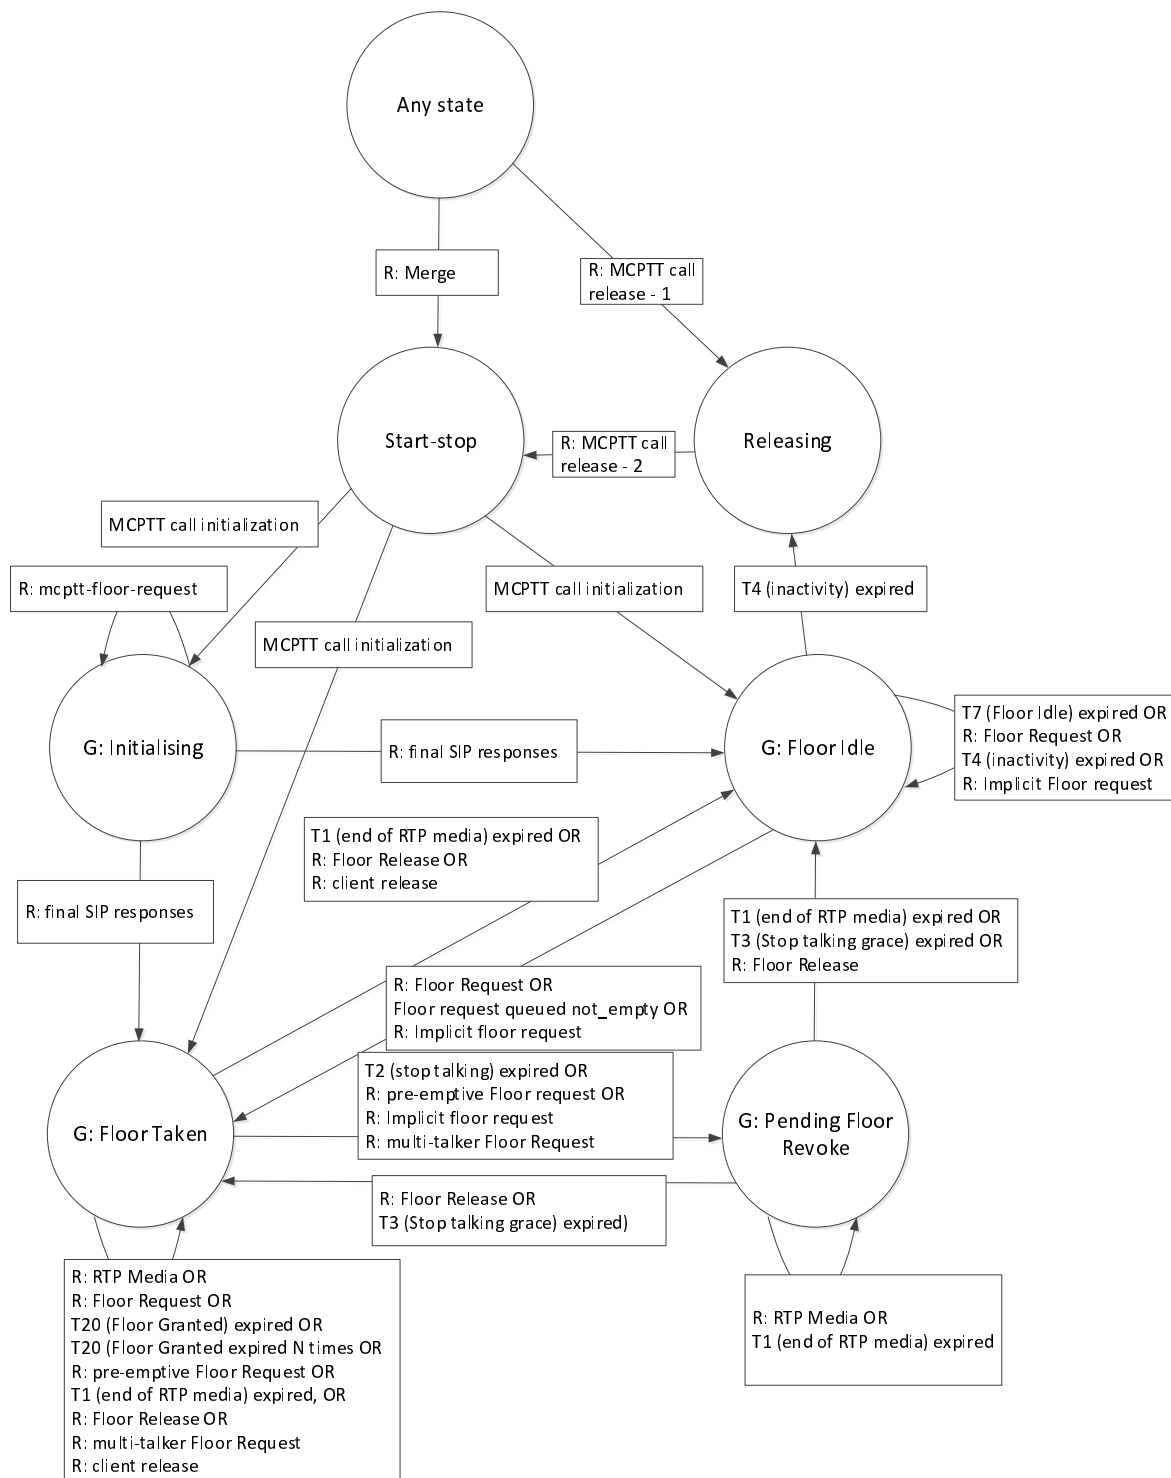 Any state
R: Merge
R: MCPTT call
release - 1
Start-stop
R: MCPTT call
release - 2
Releasing
MCPTT call initialization
R: mcptt-floor-request
MCPTT call initialization
MCPTT call initialization
T4 (inactivity) expired
G: Initialising
R: final SIP responses
G: Floor Idle
T7 (Floor Idle) expired OR
R: Floor Request OR
T4 (inactivity) expired OR
R: Implicit Floor request
T1 (end of RTP media) expired OR
R: Floor Release OR
R: client release
R: final SIP responses
T1 (end of RTP media) expired OR
T3 (Stop talking grace) expired OR
R: Floor Release
R: Floor Request OR
Floor request queued not_empty OR
R: Implicit floor request
T2 (stop talking) expired OR
R: pre-emptive Floor request OR
R: Implicit floor request
R: multi-talker Floor Request
G: Floor Taken
G: Pending Floor
Revoke
R: Floor Release OR
T3 (Stop talking grace) expired)
R: RTP Media OR
R: Floor Request OR
T20 (Floor Granted) expired OR
T20 (Floor Granted expired N times OR
R: pre-emptive Floor Request OR
T1 (end of RTP media) expired, OR
R: Floor Release OR
R: multi-talker Floor Request
R: client release
R: RTP Media OR
T1 (end of RTP media) expired